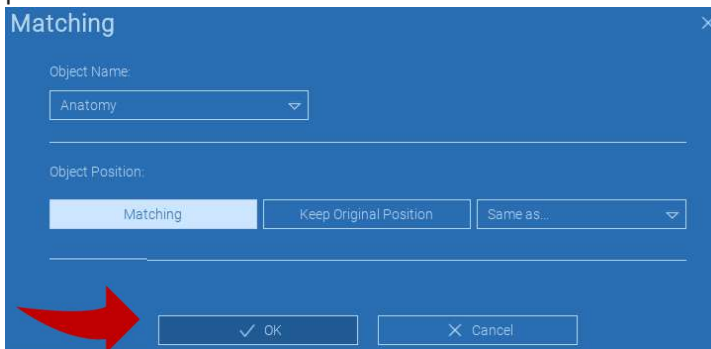 Matching
Object Name:
Anatomy
Object Position:
Matching Keep Original Position Same as...
OK Cancel